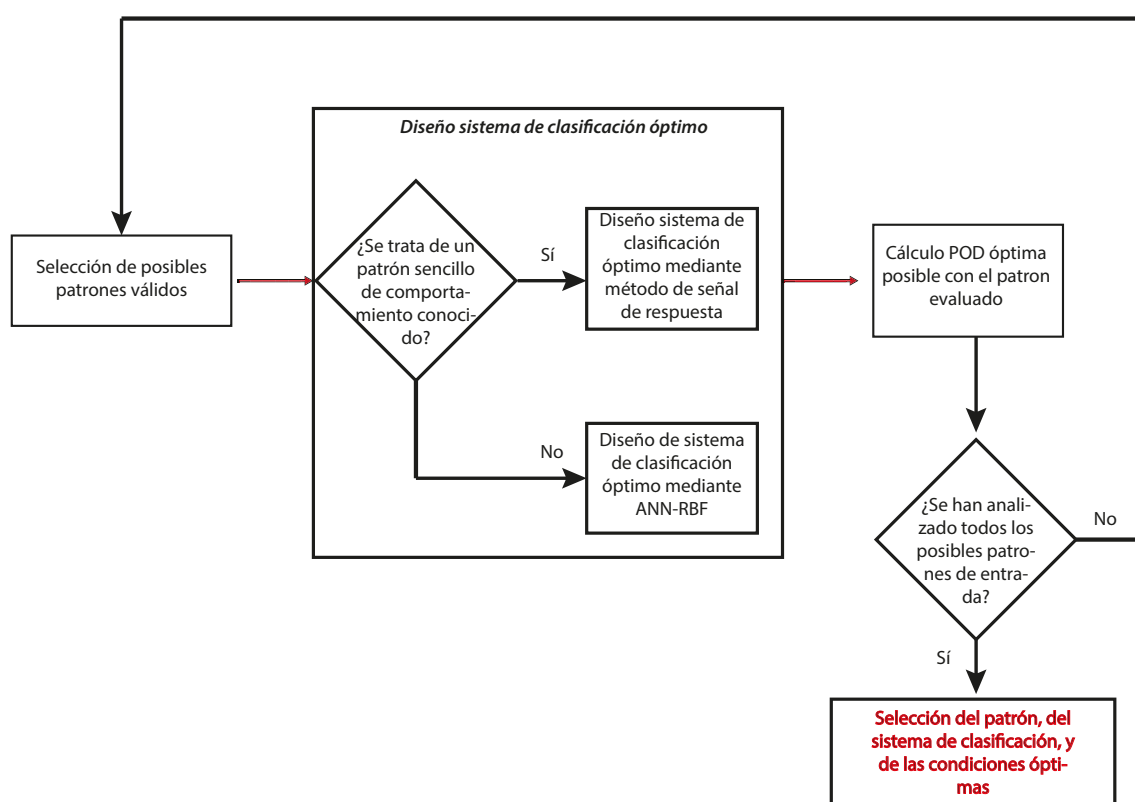 Diseño sistema de clasificación óptimo
Selección de posibles
patrones válidos
¿Se trata de un
patrón sencillo
de comporta-
miento conoci-
do?
Sí
Diseño sistema de
clasificación
óptimo mediante
método de señal
de respuesta
No
Diseño de sistema
de clasificación
óptimo mediante
ANN-RBF
Cálculo POD óptima
posible con el patron
evaluado
¿Se han anali-
zado todos los
posibles patro-
nes de entra-
da?
No
Sí
Selección del patrón, del
sistema de clasificación, y
de las condiciones ópti-
mas